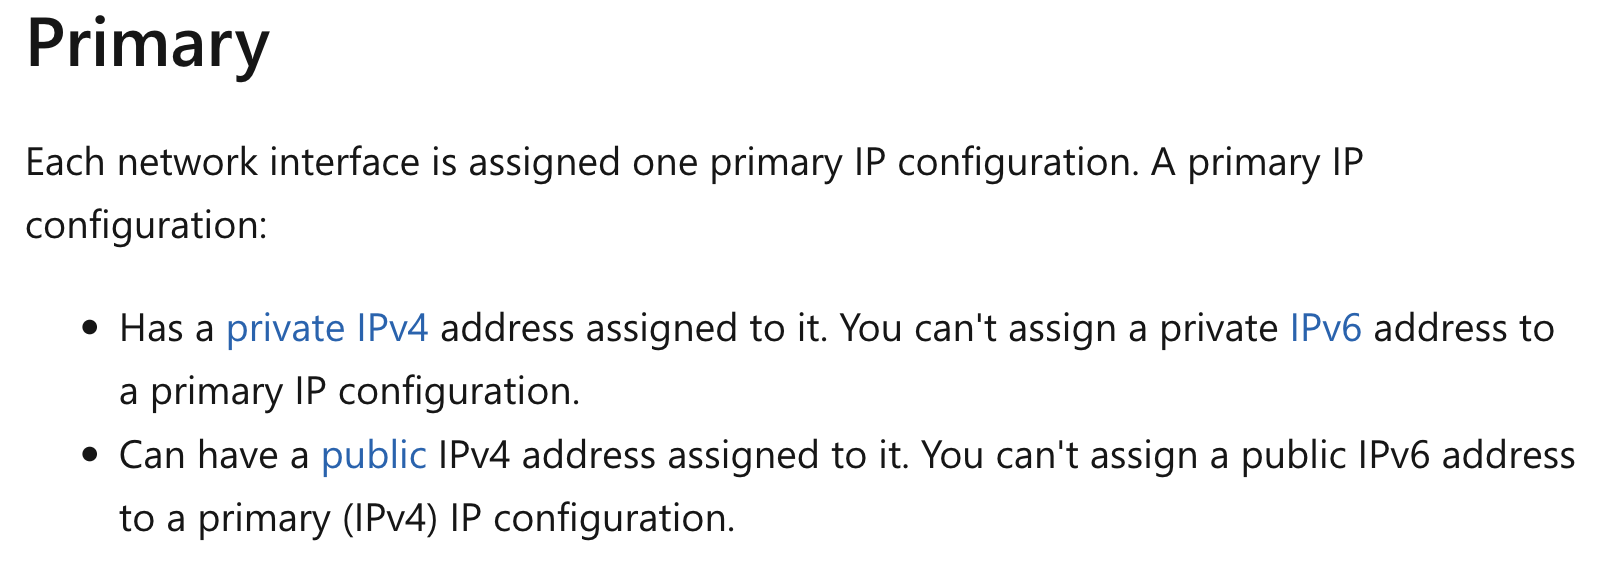 Primary
Each network interface is assigned one primary IP configuration. A primary IP
configuration:
• Has a private IPv4 address assigned to it. You can't assign a private IPv6 address to
a primary IP configuration.
• Can have a public IPv4 address assigned to it. You can't assign a public IPv6 address
to a primary (IPv4) IP configuration.